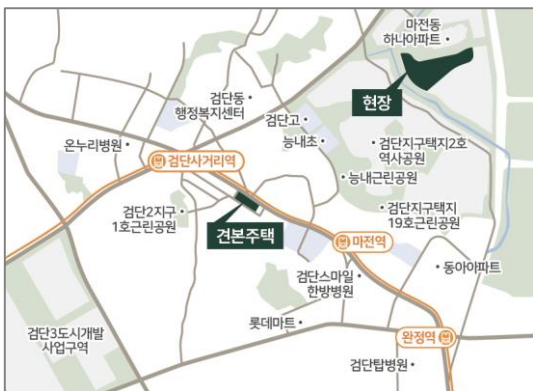 마전동
하나아파트
현장
검단동
행정복지센터
검단고
능내초
온누리병원
검단사거리역
검단지구택지2호
역사공원
능내근린공원
검단2지구
1호근린공원
견본주택
검단지구택지
19호근린공원
마전역
동아아파트
검단스마일
한방병원
롯데마트
완정역
검단3도시개발
사업구역
검단탑병원